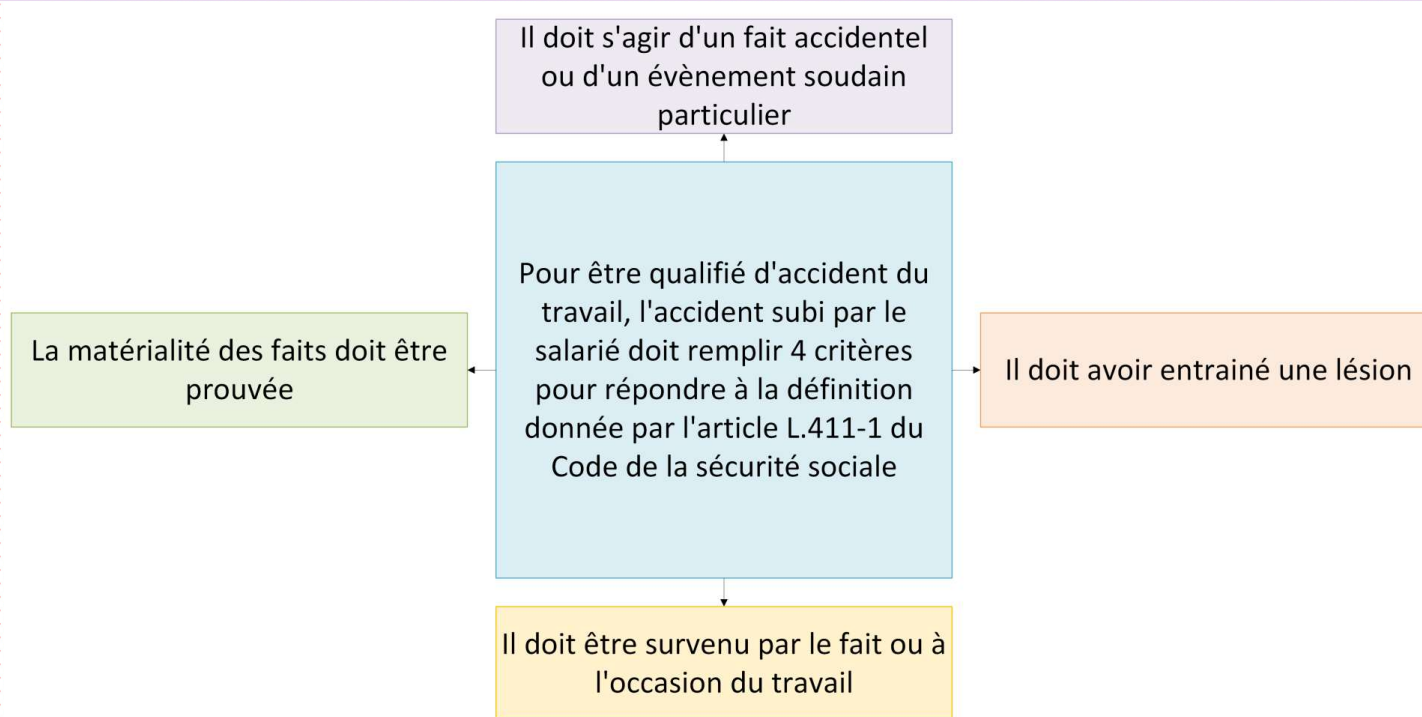 Il doit s'agir d'un fait accidentel
ou d'un évènement soudain
particulier
Pour être qualifié d'accident du
travail, l'accident subi par le
salarié doit remplir 4 critères
pour répondre à la définition
donnée par l'article L.411-1 du
Code de la sécurité sociale
La matérialité des faits doit être
prouvée
Il doit avoir entrainé une lésion
Il doit être survenu par le fait ou à
l'occasion du travail